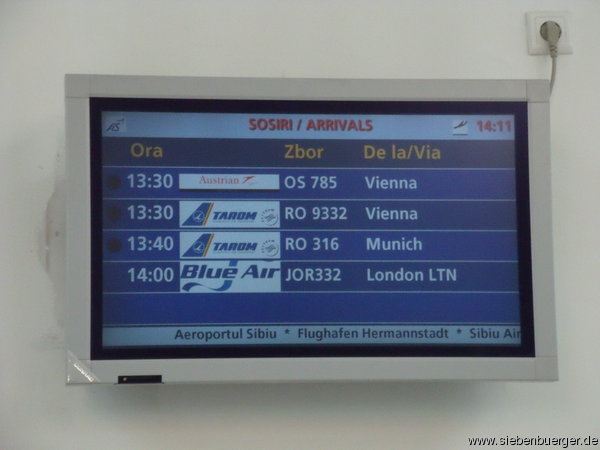 SOSIRI / ARRIVALS 14:11
Ora Zbor De la/Via
13:30 Austrian OS 785 Vienna
13:30 TAROM RO 9332 Vienna
13:40 TAROM RO 316 Munich
14:00 Blue Air JOR332 London LTN
Aeroportul Sibiu * Flughafen Hermannstadt * Sibiu Air
www.siebenbuerger.de